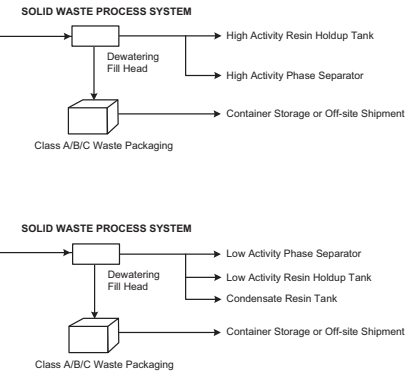 SOLID WASTE PROCESS SYSTEM
High Activity Resin Holdup Tank
Dewatering
Fill Head
High Activity Phase Separator
Container Storage or Off-site Shipment
Class A/B/C Waste Packaging
SOLID WASTE PROCESS SYSTEM
Low Activity Phase Separator
Dewatering
Fill Head
Low Activity Resin Holdup Tank
Condensate Resin Tank
Container Storage or Off-site Shipment
Class A/B/C Waste Packaging